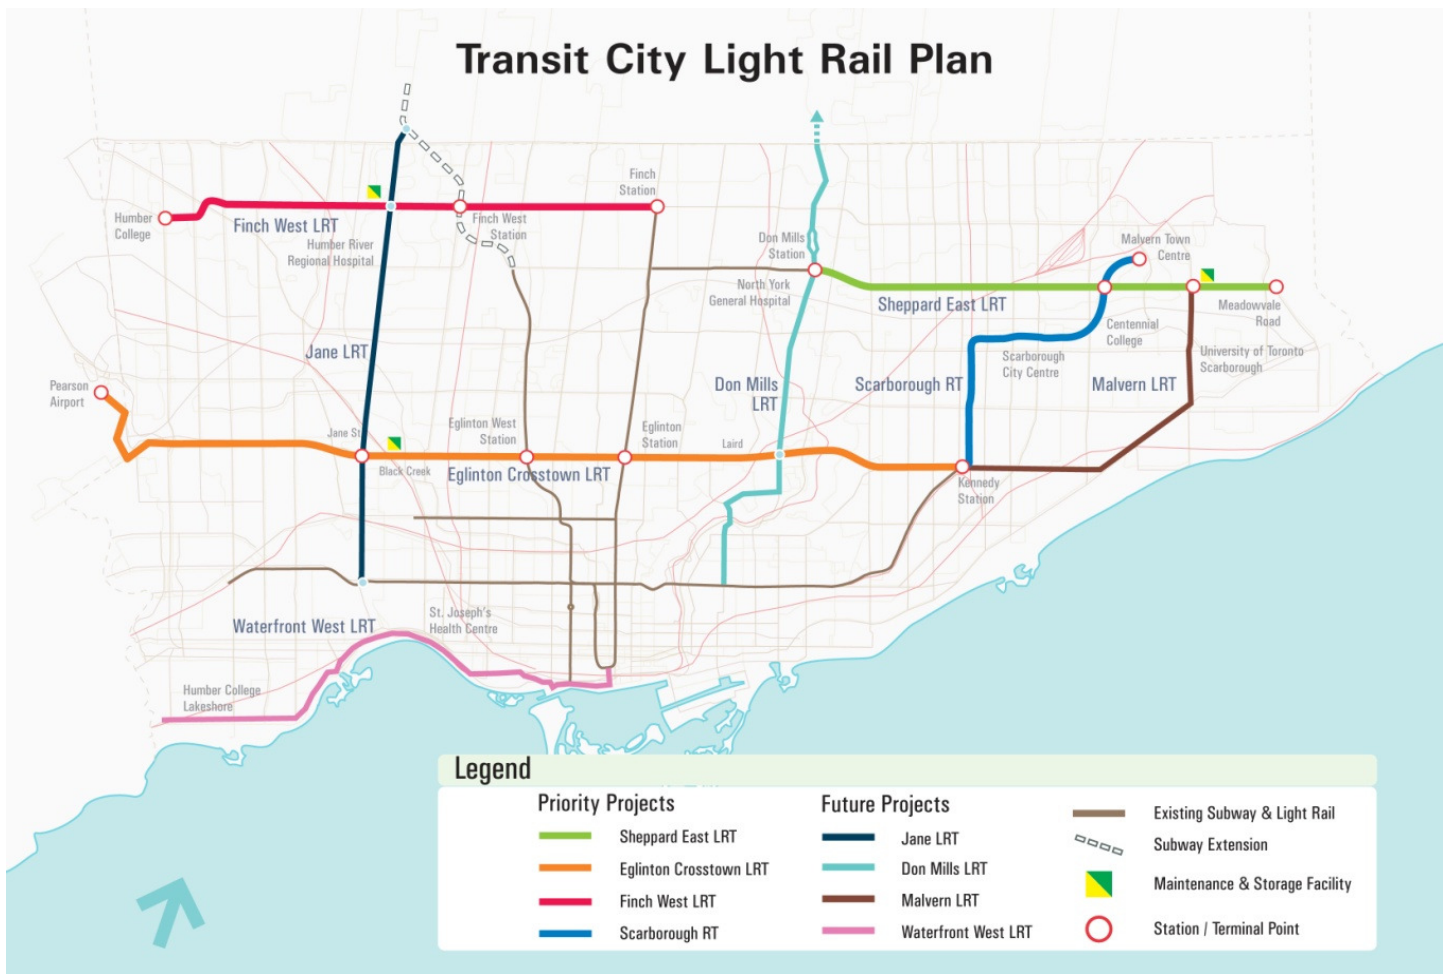 Transit City Light Rail Plan
Finch
Station
Humber
College
Finch West LRT
Finch West
Station
Humber River
Regional Hospital
Don Mills
Station
Malvern Town
Centre
North York
General Hospital
Sheppard East LRT
Meadowvale
Road
Centennial
College
Jane LRT
Scarborough
City Centre
University of Toronto
Scarborough
Pearson
Airport
Don Mills
LRT
Scarborough RT
Malvern LRT
Jane St.
Eglinton West
Station
Eglinton
Station
Laird
Black Creek
Eglinton Crosstown LRT
Kennedy
Station
Waterfront West LRT
St. Joseph's
Health Centre
Humber College
Lakeshore
Legend
Priority Projects
Sheppard East LRT
Eglinton Crosstown LRT
Finch West LRT
Scarborough RT
Future Projects
Jane LRT
Don Mills LRT
Malvern LRT
Waterfront West LRT
Existing Subway & Light Rail
Subway Extension
Maintenance & Storage Facility
Station / Terminal Point